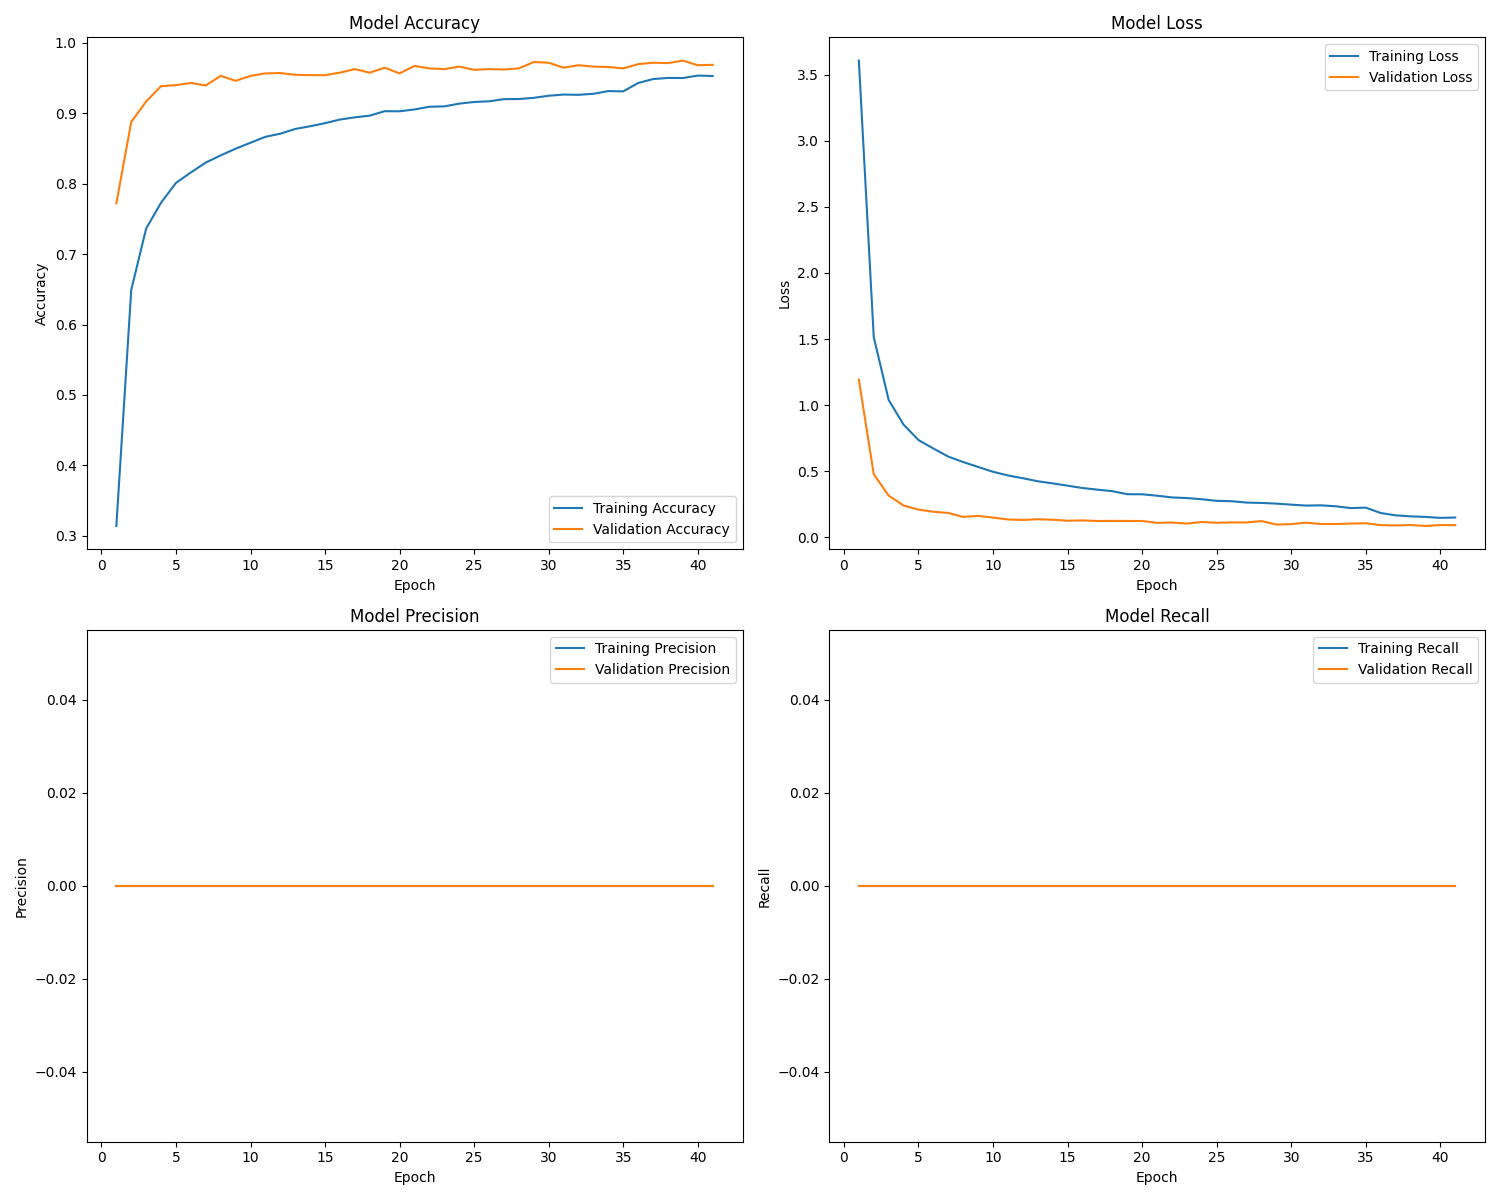 Model Accuracy
1.0
0.9
0.8
0.7
0.6
0.5
0.4
0.3
Accuracy
Training Accuracy
Validation Accuracy
0 5 10 15 20 25 30 35 40
Epoch
Model Loss
3.5
3.0
2.5
2.0
1.5
1.0
0.5
0.0
Loss
Training Loss
Validation Loss
0 5 10 15 20 25 30 35 40
Epoch
Model Precision
0.04
0.02
0.00
−0.02
−0.04
Precision
Training Precision
Validation Precision
0 5 10 15 20 25 30 35 40
Epoch
Model Recall
0.04
0.02
0.00
−0.02
−0.04
Recall
Training Recall
Validation Recall
0 5 10 15 20 25 30 35 40
Epoch